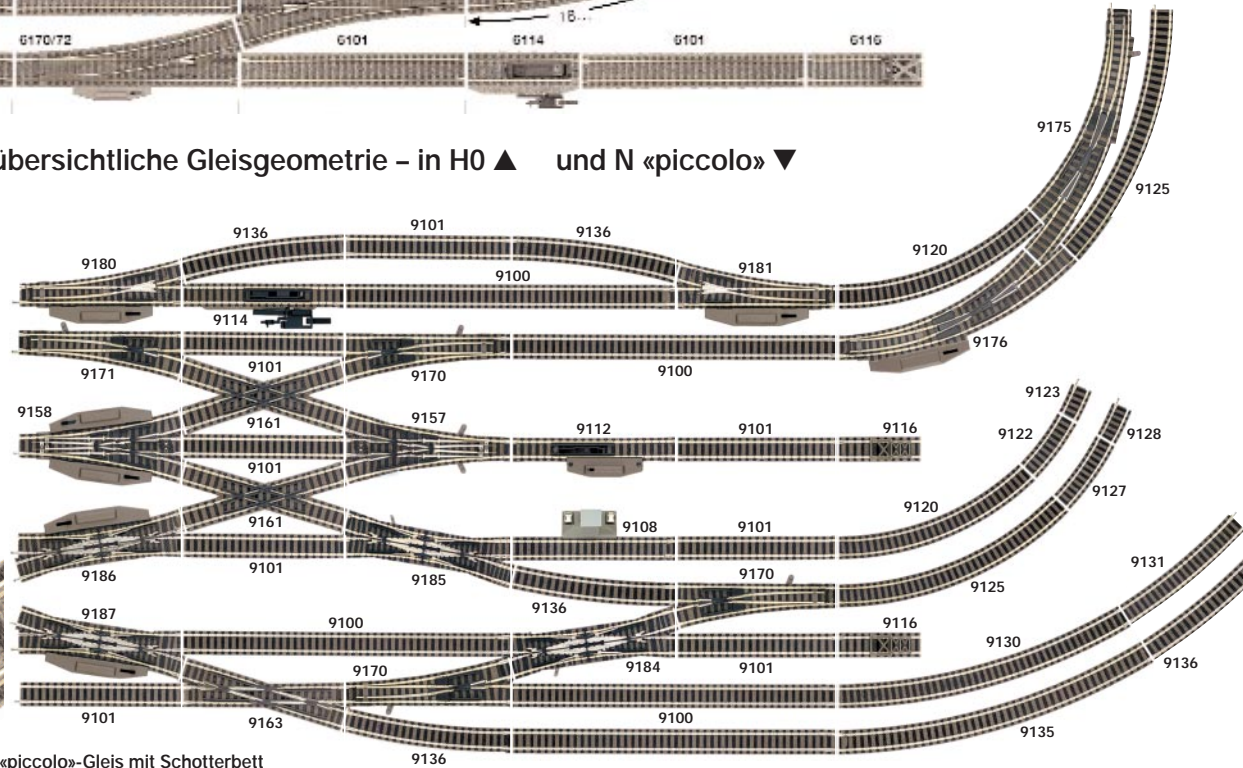 18...
6170/72 6101 6114 6101 6116
übersichtliche Gleisgeometrie – in H0 ▲ und N «piccolo» ▼
9175
9125
9136 9101 9136
9180 9100 9181 9120
9114 9176
9171 9101 9170 9100
9123
9158 9161 9157 9112 9101 9116 9122 9128
9101
9127
9161 9108 9101 9120
9186 9101 9185 9170 9125 9131
9136
9187 9100 9116 9130
9170 9184 9101 9136
9101 9163 9100 9135
9136
«piccolo»-Gleis mit Schotterbett